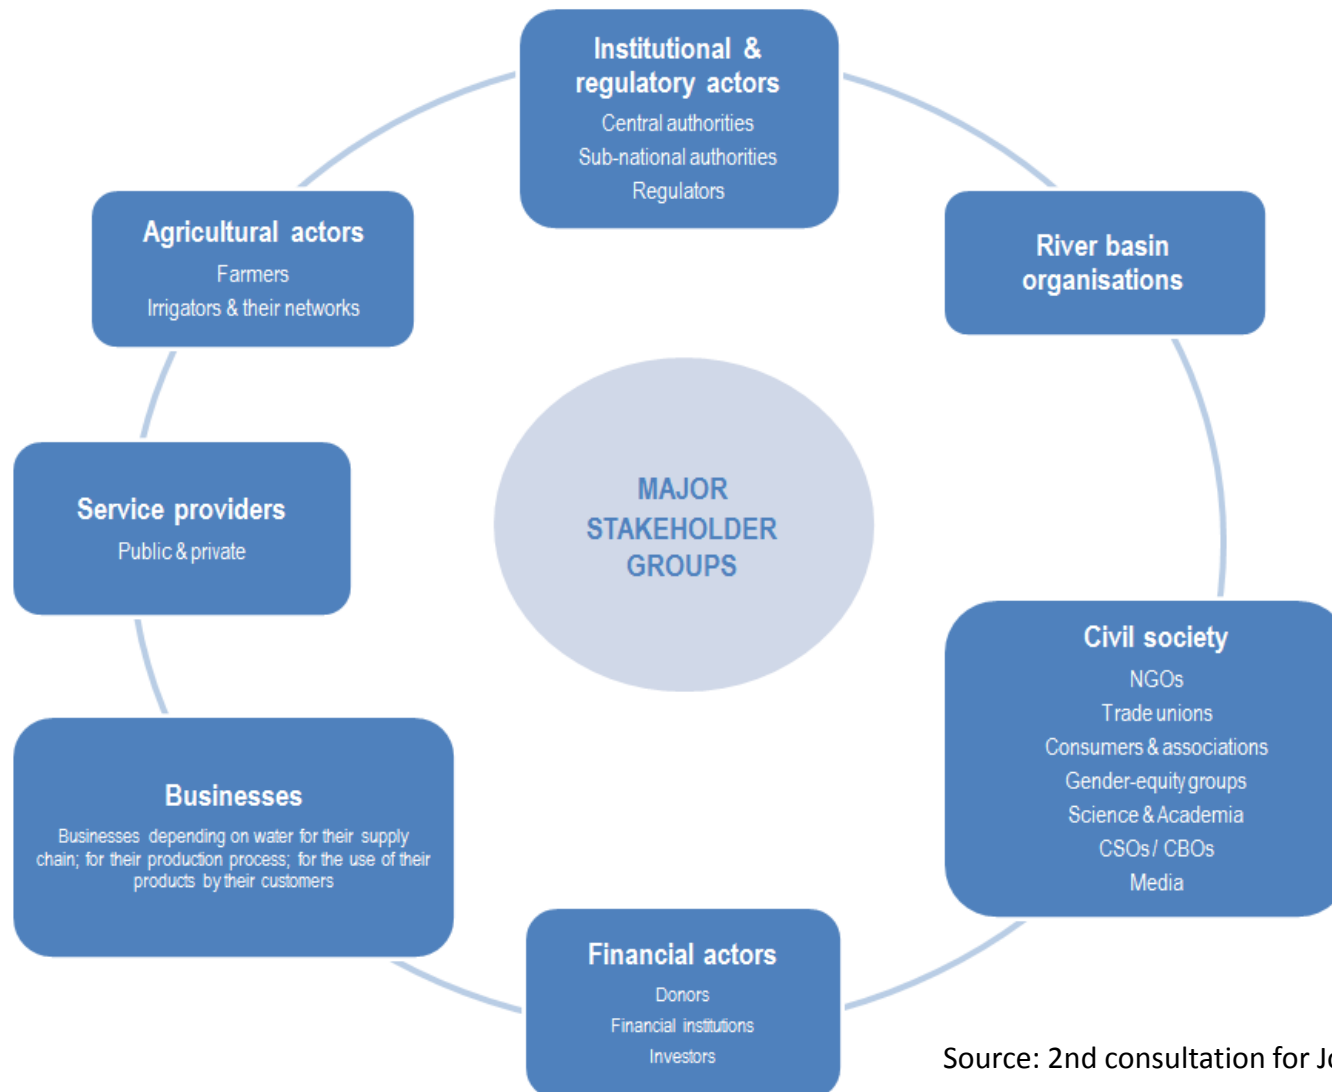 Institutional &
regulatory actors
Central authorities
Sub-national authorities
Regulators
River basin
organisations
Civil society
NGOs
Trade unions
Consumers & associations
Gender-equity groups
Science & Academia
CSOs / CBOs
Media
Financial actors
Donors
Financial institutions
Investors
Businesses
Businesses depending on water for their supply
chain; for their production process; for the use of their
products by their customers
Service providers
Public & private
Agricultural actors
Farmers
Irrigators & their networks
MAJOR
STAKEHOLDER
GROUPS
Source: 2nd consultation for